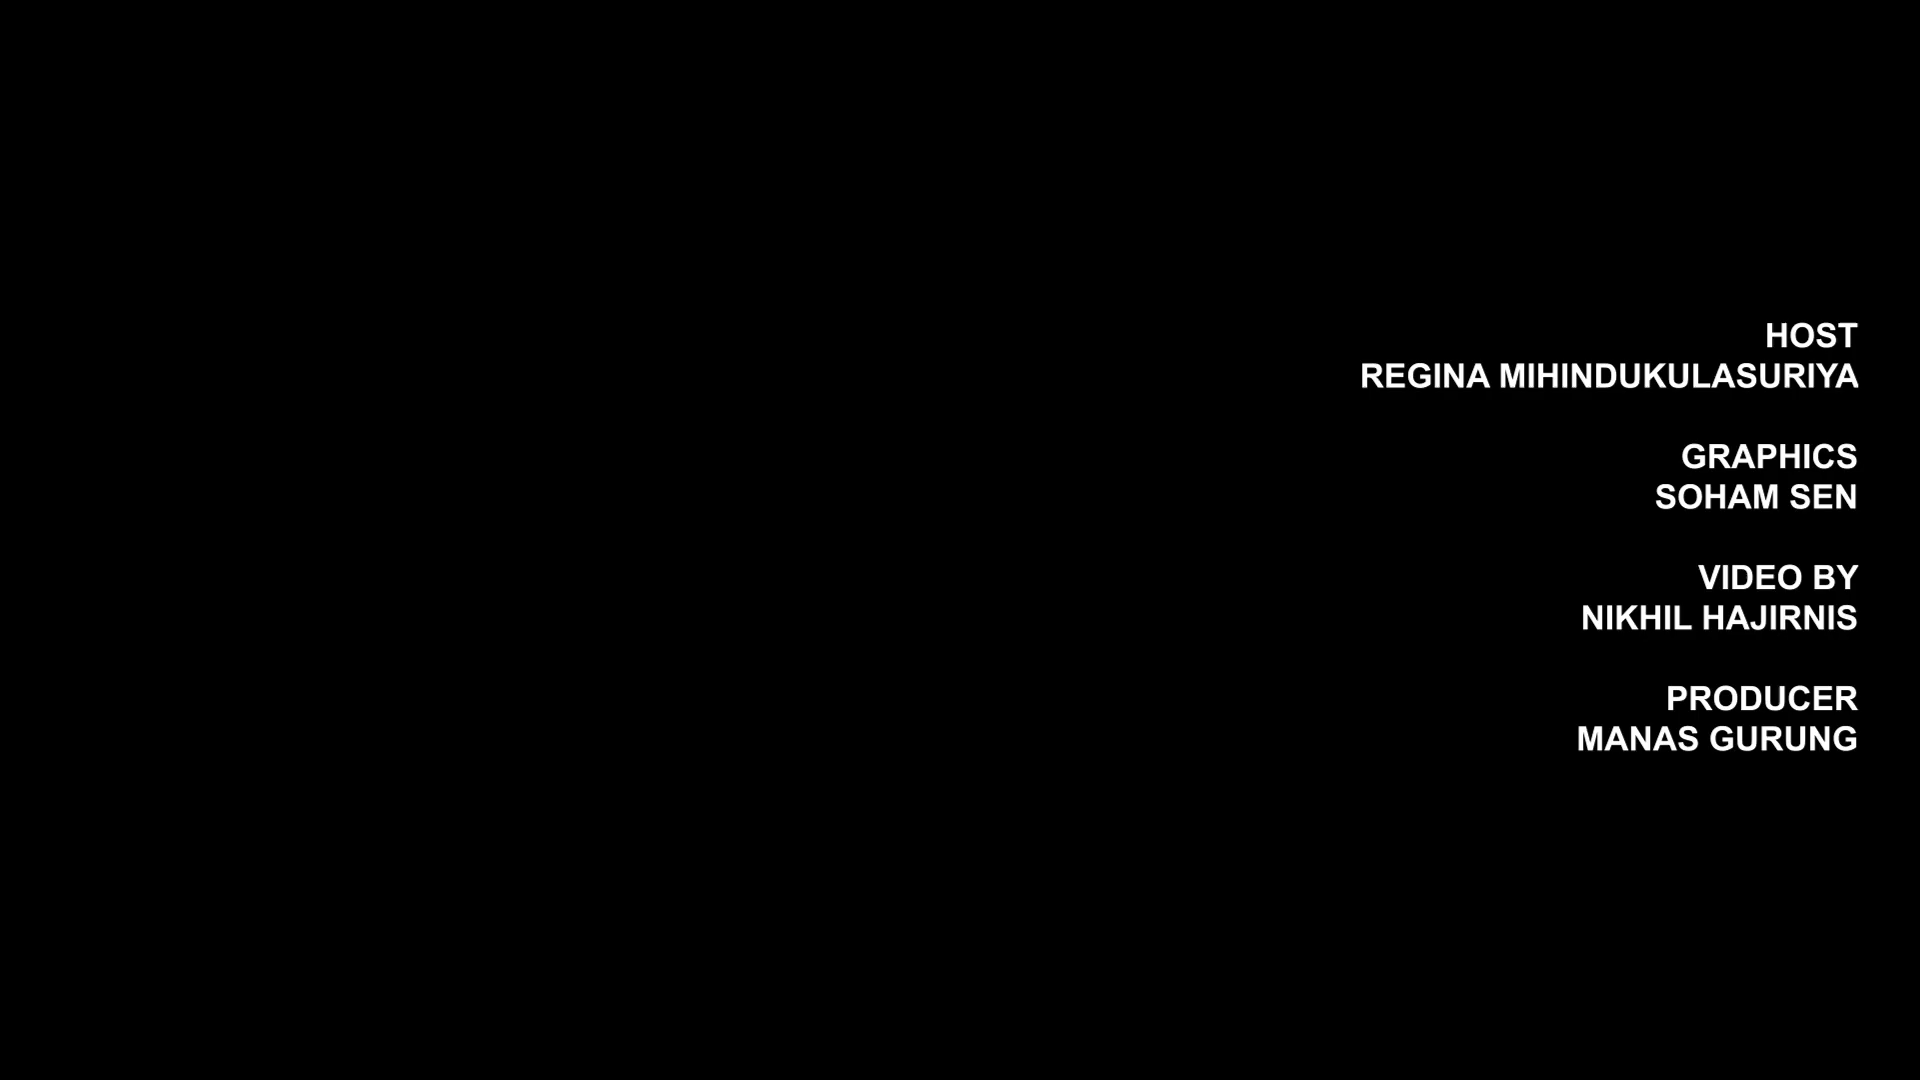 HOST
REGINA MIHINDUKULASURIYA
GRAPHICS
SOHAM SEN
VIDEO BY
NIKHIL HAJIRNIS
PRODUCER
MANAS GURUNG